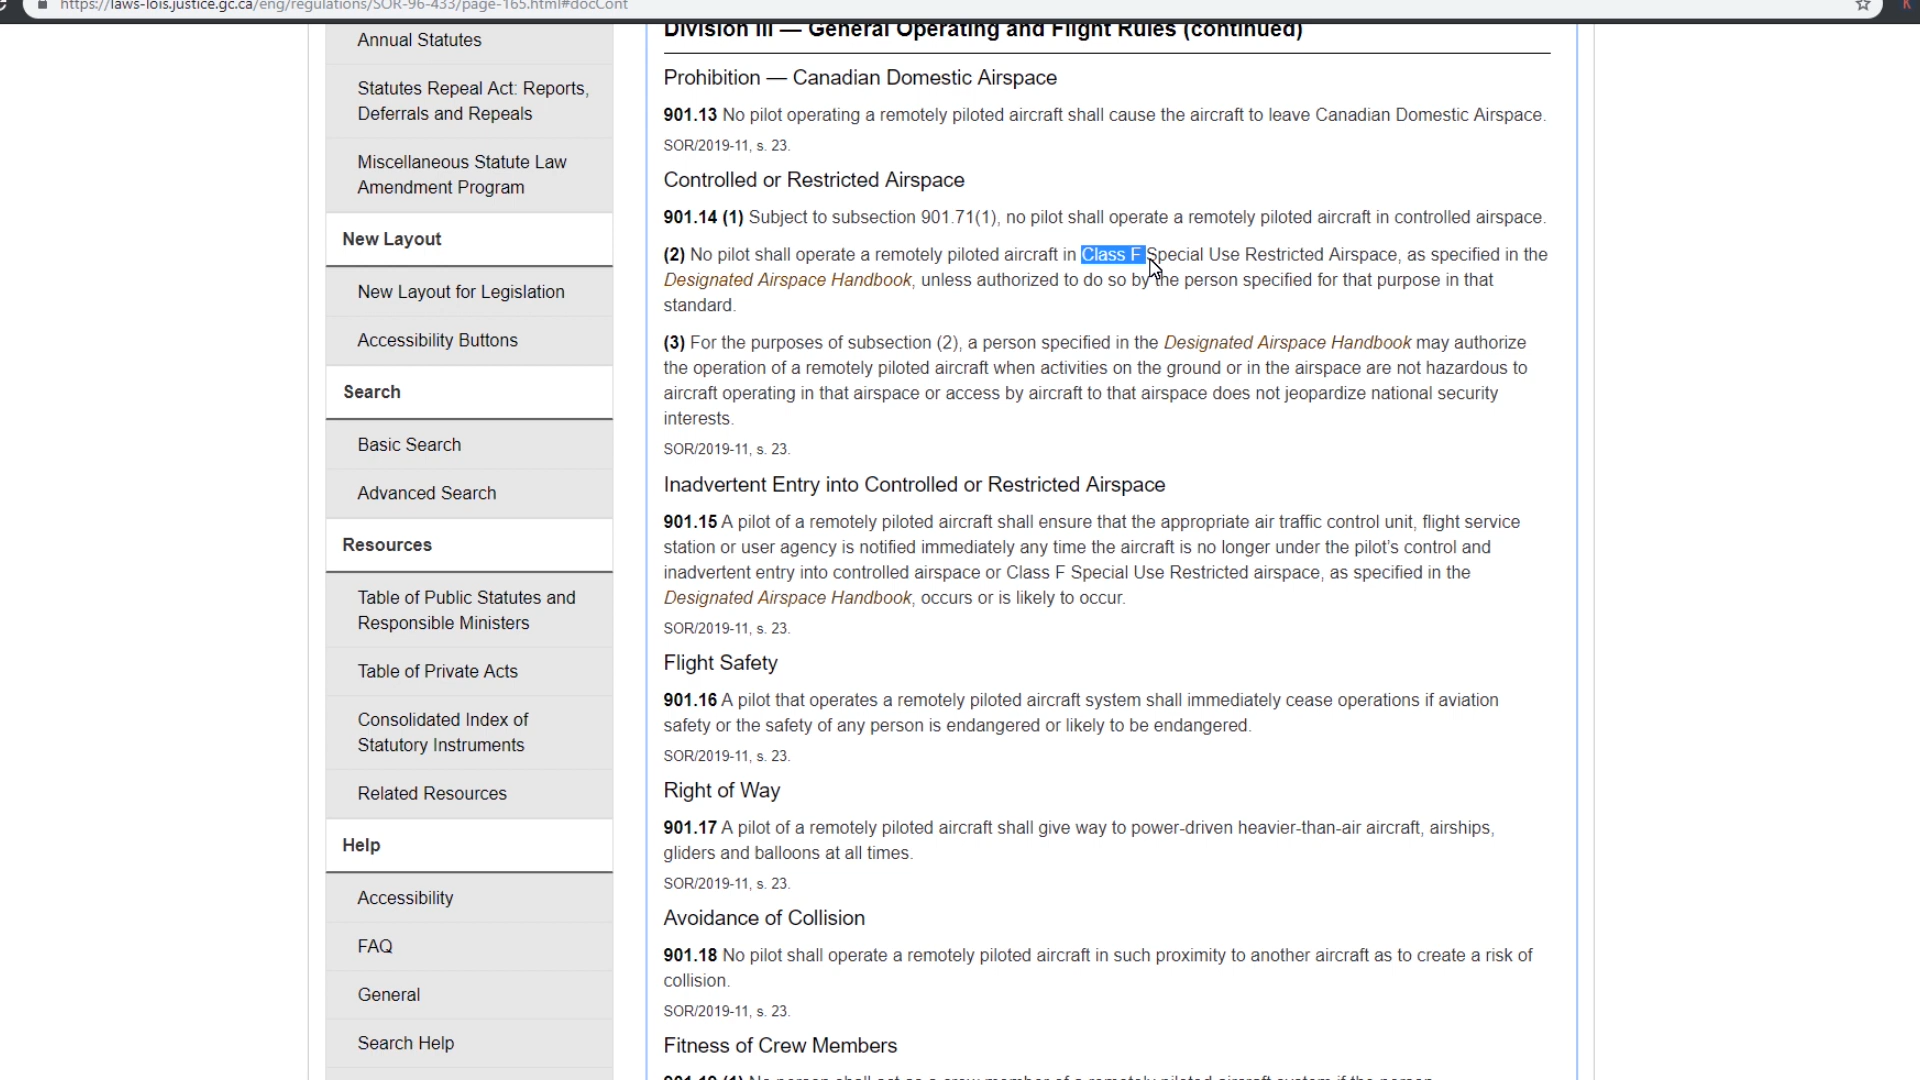 https://laws-lois.justice.gc.ca/eng/regulations/SOR-96-433/page-165.html#docCont
Annual Statutes
Statutes Repeal Act: Reports,
Deferrals and Repeals
Miscellaneous Statute Law
Amendment Program
New Layout
New Layout for Legislation
Accessibility Buttons
Search
Basic Search
Advanced Search
Resources
Table of Public Statutes and
Responsible Ministers
Table of Private Acts
Consolidated Index of
Statutory Instruments
Related Resources
Help
Accessibility
FAQ
General
Search Help
Division III — General Operating and Flight Rules (continued)
Prohibition — Canadian Domestic Airspace
901.13 No pilot operating a remotely piloted aircraft shall cause the aircraft to leave Canadian Domestic Airspace.
SOR/2019-11, s. 23.
Controlled or Restricted Airspace
901.14 (1) Subject to subsection 901.71(1), no pilot shall operate a remotely piloted aircraft in controlled airspace.
(2) No pilot shall operate a remotely piloted aircraft in Class F Special Use Restricted Airspace, as specified in the
Designated Airspace Handbook, unless authorized to do so by the person specified for that purpose in that
standard.
(3) For the purposes of subsection (2), a person specified in the Designated Airspace Handbook may authorize
the operation of a remotely piloted aircraft when activities on the ground or in the airspace are not hazardous to
aircraft operating in that airspace or access by aircraft to that airspace does not jeopardize national security
interests.
SOR/2019-11, s. 23.
Inadvertent Entry into Controlled or Restricted Airspace
901.15 A pilot of a remotely piloted aircraft shall ensure that the appropriate air traffic control unit, flight service
station or user agency is notified immediately any time the aircraft is no longer under the pilot’s control and
inadvertent entry into controlled airspace or Class F Special Use Restricted airspace, as specified in the
Designated Airspace Handbook, occurs or is likely to occur.
SOR/2019-11, s. 23.
Flight Safety
901.16 A pilot that operates a remotely piloted aircraft system shall immediately cease operations if aviation
safety or the safety of any person is endangered or likely to be endangered.
SOR/2019-11, s. 23.
Right of Way
901.17 A pilot of a remotely piloted aircraft shall give way to power-driven heavier-than-air aircraft, airships,
gliders and balloons at all times.
SOR/2019-11, s. 23.
Avoidance of Collision
901.18 No pilot shall operate a remotely piloted aircraft in such proximity to another aircraft as to create a risk of
collision.
SOR/2019-11, s. 23.
Fitness of Crew Members
901.19 (1) No person shall act as a crew member of a remotely piloted aircraft system if the person